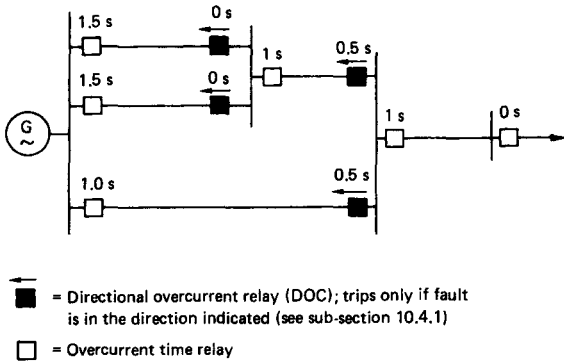 1.5 s 0 s
1.5 s 0 s 1 s 0.5 s
G
~
1 s 0 s
1.0 s 0.5 s
= Directional overcurrent relay (DOC); trips only if fault
is in the direction indicated (see sub-section 10.4.1)
= Overcurrent time relay